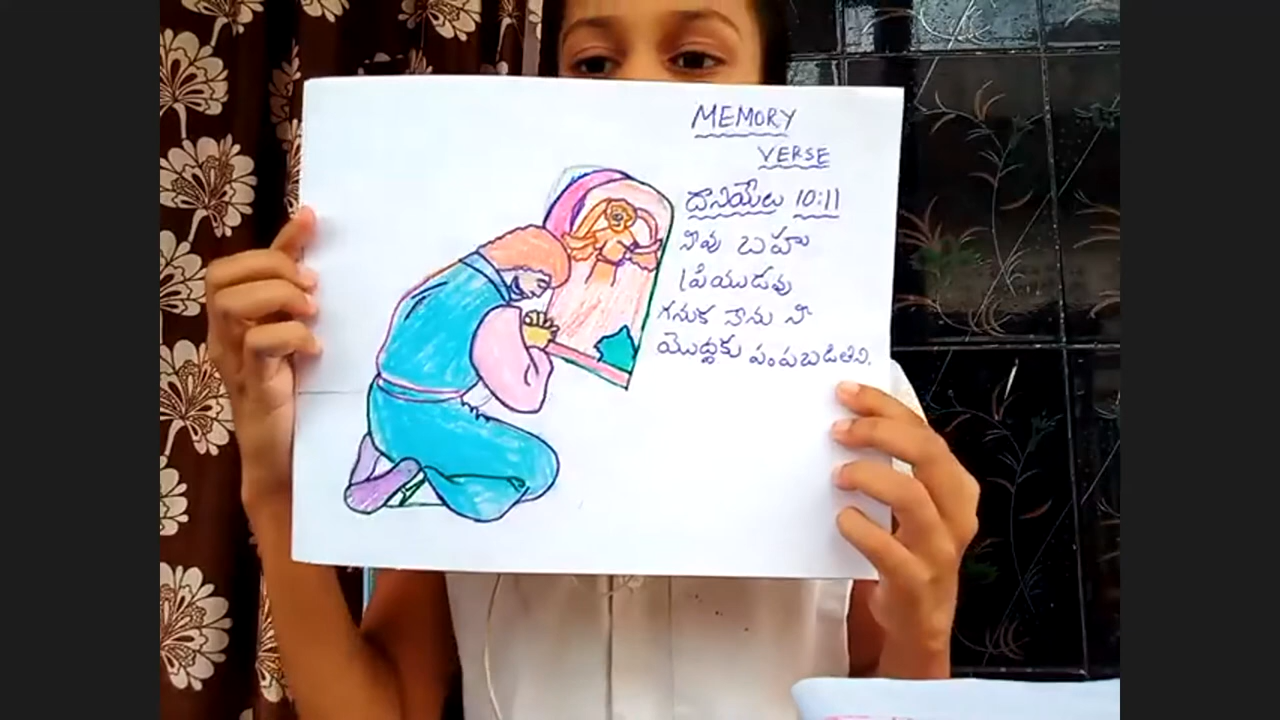 MEMORY
VERSE
దానియేలు 10:11
నీవు బహు
ప్రియుడవు
గనుక నేను నీ
యొద్దకు పంపబడితిని.